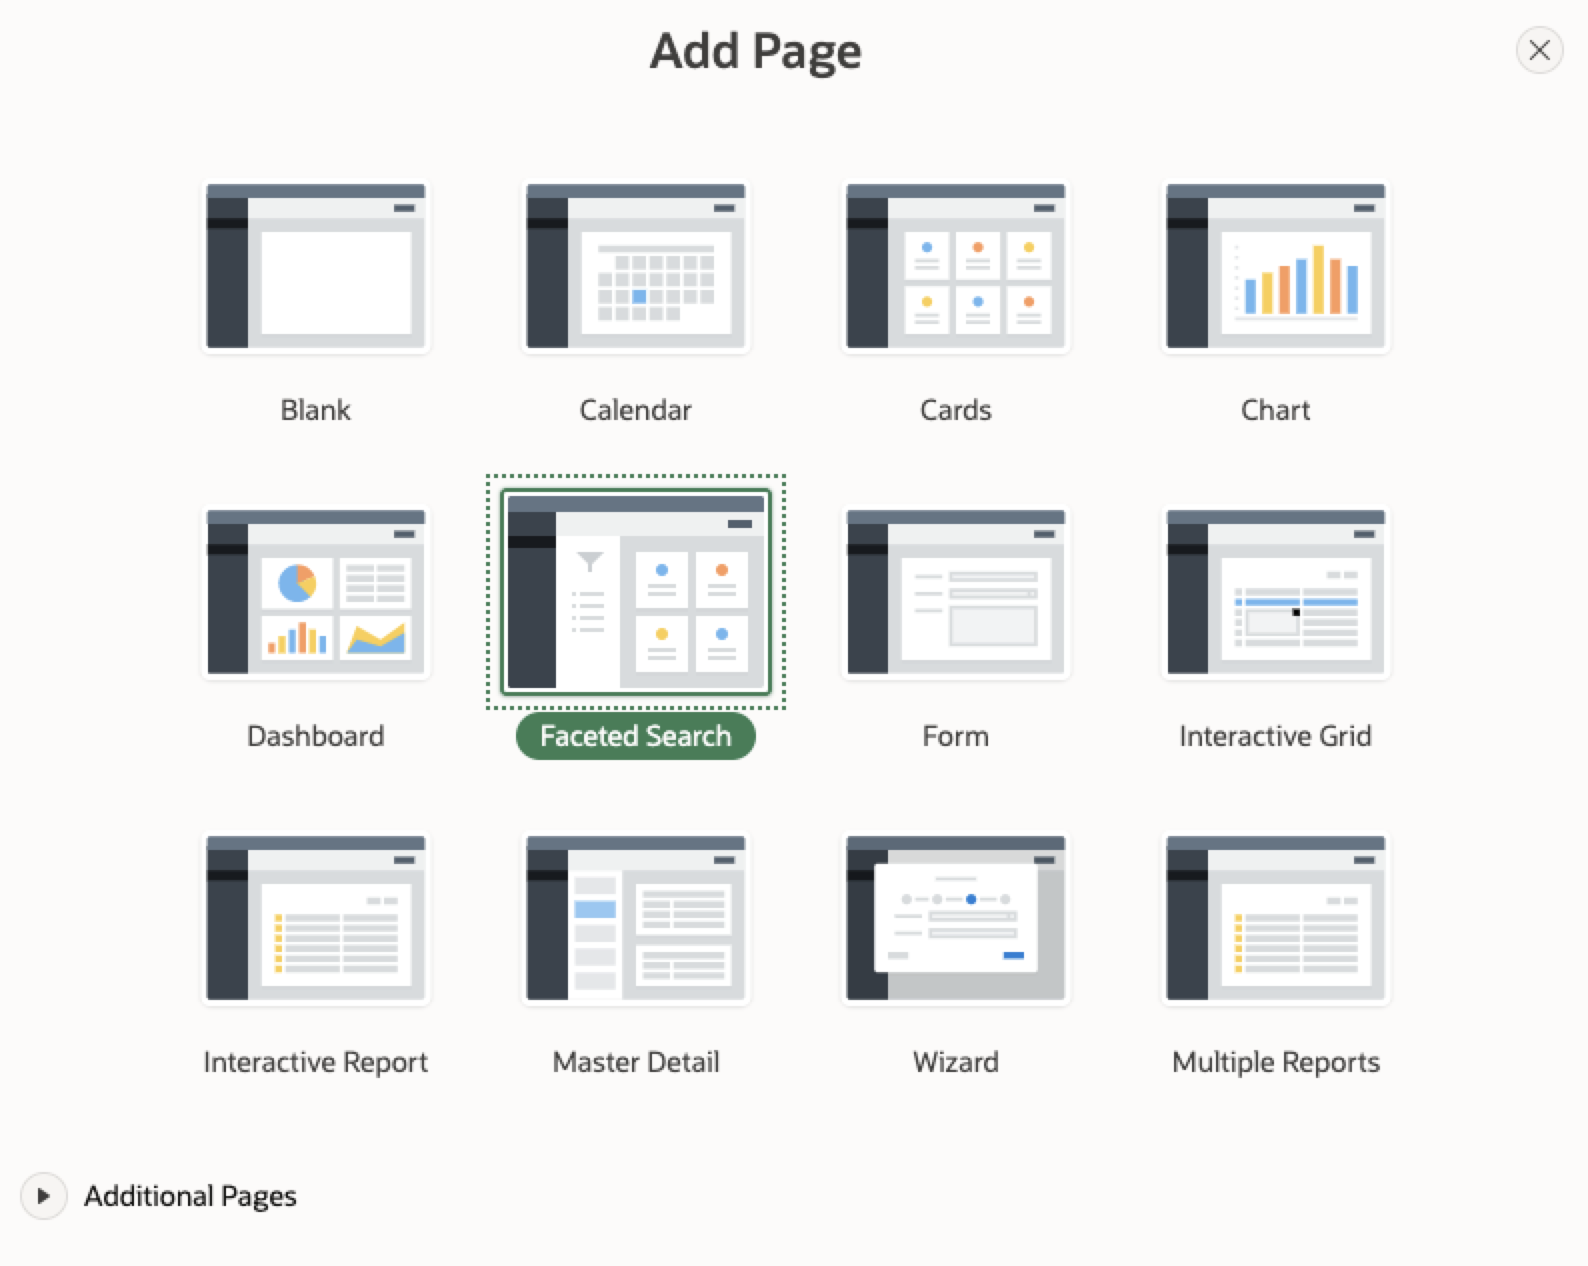 Add Page
Blank
Calendar
Cards
Chart
Dashboard
Faceted Search
Form
Interactive Grid
Interactive Report
Master Detail
Wizard
Multiple Reports
Additional Pages